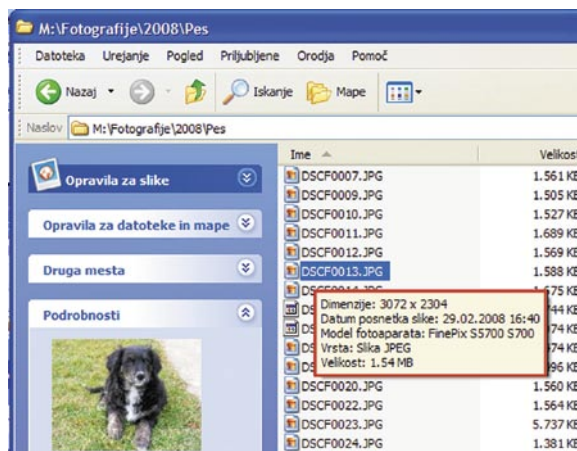 M:\Fotografije\2008\Pes
Datoteka Urejanje Pogled Priljubljene Orodja Pomoč
Nazaj Iskanje Mape
Naslov M:\Fotografije\2008\Pes
Ime Velikost
Opravila za slike
Opravila za datoteke in mape
Druga mesta
Podrobnosti
DSCF0007.JPG 1.561 KB
DSCF0009.JPG 1.505 KB
DSCF0010.JPG 1.527 KB
DSCF0011.JPG 1.689 KB
DSCF0012.JPG 1.569 KB
DSCF0013.JPG 1.588 KB
Dimenzije: 3072 x 2304
Datum posnetka slike: 29.02.2008 16:40
Model fotoaparata: FinePix S5700 S700
Vrsta: Slika JPEG
Velikost: 1.54 MB
DSCF0020.JPG 1.560 KB
DSCF0022.JPG 1.564 KB
DSCF0023.JPG 5.737 KB
DSCF0024.JPG 1.381 KB